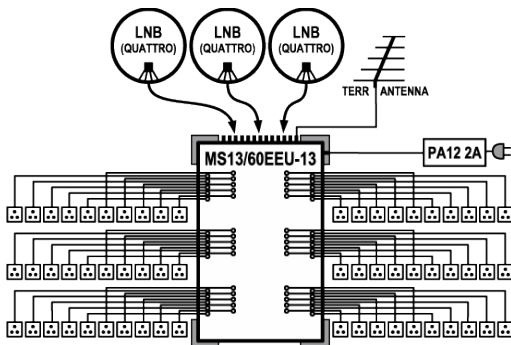 LNB
(QUATTRO)
LNB
(QUATTRO)
LNB
(QUATTRO)
TERR ANTENNA
MS13/60EEU-13
PA12 2A